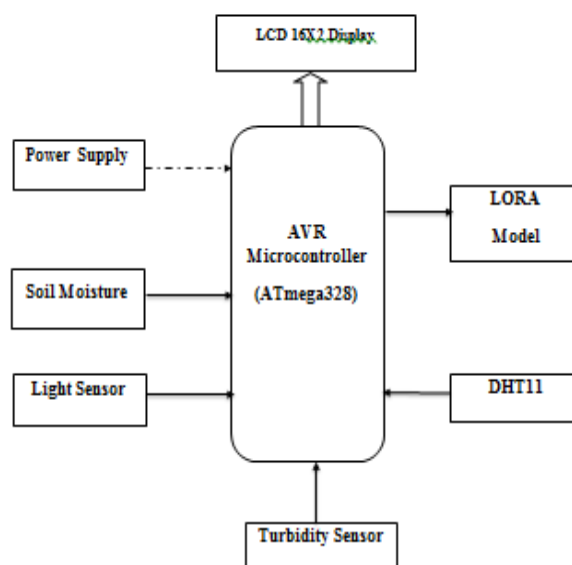 LCD 16X2 Display
Power Supply
LORA
Model
AVR
Microcontroller
(ATmega328)
Soil Moisture
Light Sensor
DHT11
Turbidity Sensor